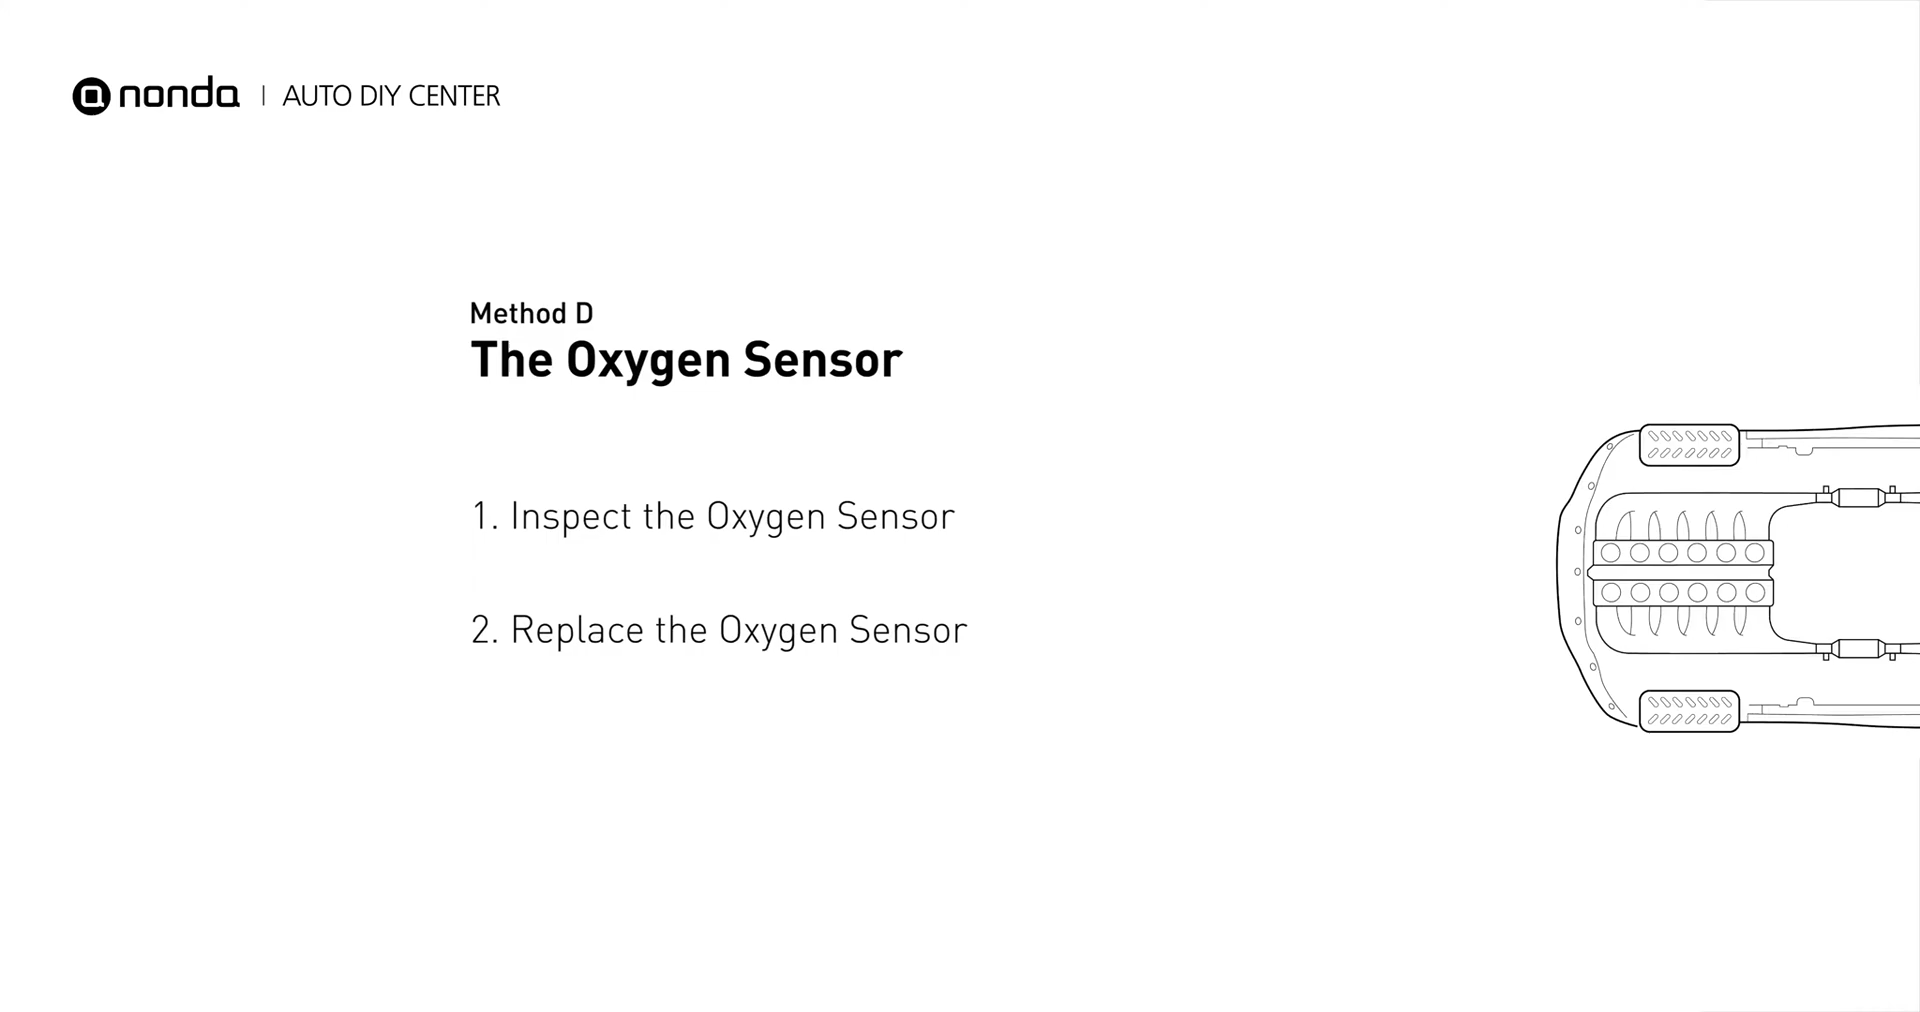 nonda | AUTO DIY CENTER
Method D
The Oxygen Sensor
1. Inspect the Oxygen Sensor
2. Replace the Oxygen Sensor